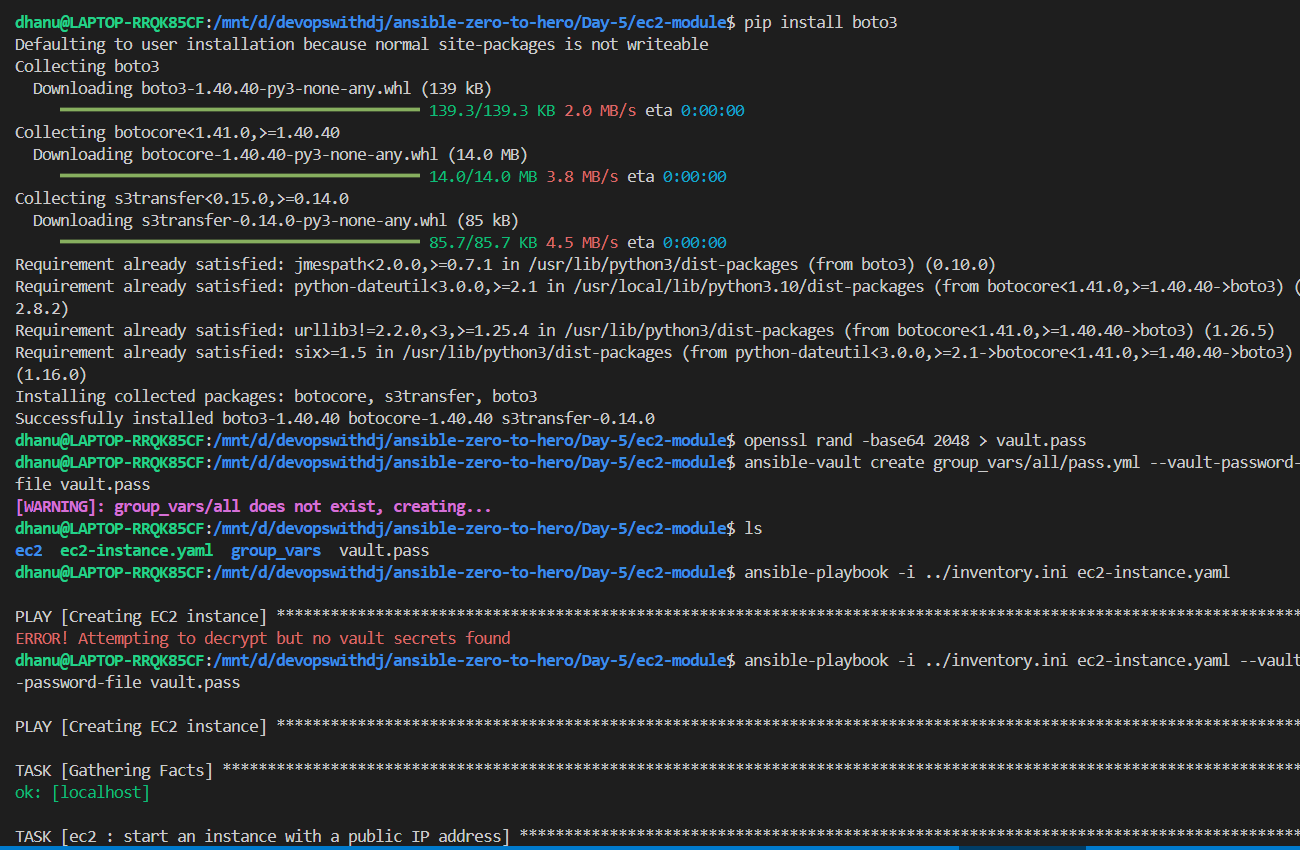 dhanu@LAPTOP-RRQK85CF:/mnt/d/devopswithdj/ansible-zero-to-hero/Day-5/ec2-module$ pip install boto3
Defaulting to user installation because normal site-packages is not writeable
Collecting boto3
  Downloading boto3-1.40.40-py3-none-any.whl (139 kB)
139.3/139.3 KB 2.0 MB/s eta 0:00:00
Collecting botocore<1.41.0,>=1.40.40
  Downloading botocore-1.40.40-py3-none-any.whl (14.0 MB)
14.0/14.0 MB 3.8 MB/s eta 0:00:00
Collecting s3transfer<0.15.0,>=0.14.0
  Downloading s3transfer-0.14.0-py3-none-any.whl (85 kB)
85.7/85.7 KB 4.5 MB/s eta 0:00:00
Requirement already satisfied: jmespath<2.0.0,>=0.7.1 in /usr/lib/python3/dist-packages (from boto3) (0.10.0)
Requirement already satisfied: python-dateutil<3.0.0,>=2.1 in /usr/local/lib/python3.10/dist-packages (from botocore<1.41.0,>=1.40.40->boto3) (
2.8.2)
Requirement already satisfied: urllib3!=2.2.0,<3,>=1.25.4 in /usr/lib/python3/dist-packages (from botocore<1.41.0,>=1.40.40->boto3) (1.26.5)
Requirement already satisfied: six>=1.5 in /usr/lib/python3/dist-packages (from python-dateutil<3.0.0,>=2.1->botocore<1.41.0,>=1.40.40->boto3)
(1.16.0)
Installing collected packages: botocore, s3transfer, boto3
Successfully installed boto3-1.40.40 botocore-1.40.40 s3transfer-0.14.0
dhanu@LAPTOP-RRQK85CF:/mnt/d/devopswithdj/ansible-zero-to-hero/Day-5/ec2-module$ openssl rand -base64 2048 > vault.pass
dhanu@LAPTOP-RRQK85CF:/mnt/d/devopswithdj/ansible-zero-to-hero/Day-5/ec2-module$ ansible-vault create group_vars/all/pass.yml --vault-password-
file vault.pass
[WARNING]: group_vars/all does not exist, creating...
dhanu@LAPTOP-RRQK85CF:/mnt/d/devopswithdj/ansible-zero-to-hero/Day-5/ec2-module$ ls
ec2  ec2-instance.yaml  group_vars  vault.pass
dhanu@LAPTOP-RRQK85CF:/mnt/d/devopswithdj/ansible-zero-to-hero/Day-5/ec2-module$ ansible-playbook -i ../inventory.ini ec2-instance.yaml
PLAY [Creating EC2 instance] ******************************************************************************************************************
ERROR! Attempting to decrypt but no vault secrets found
dhanu@LAPTOP-RRQK85CF:/mnt/d/devopswithdj/ansible-zero-to-hero/Day-5/ec2-module$ ansible-playbook -i ../inventory.ini ec2-instance.yaml --vault
-password-file vault.pass
PLAY [Creating EC2 instance] ******************************************************************************************************************
TASK [Gathering Facts] ************************************************************************************************************************
ok: [localhost]
TASK [ec2 : start an instance with a public IP address] ***************************************************************************************